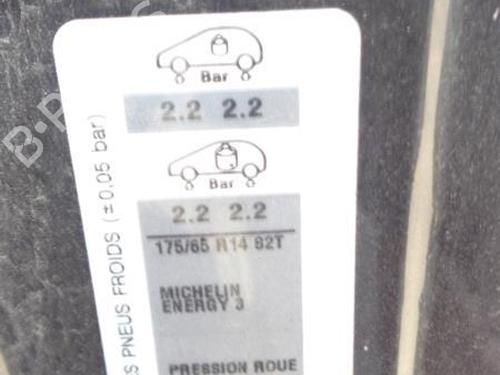 Bar
2.2 2.2
Bar
2.2 2.2
175/65 R14 82T
MICHELIN
ENERGY 3
PRESSION ROUE
PNEUS FROIDS (±0,05 bar)